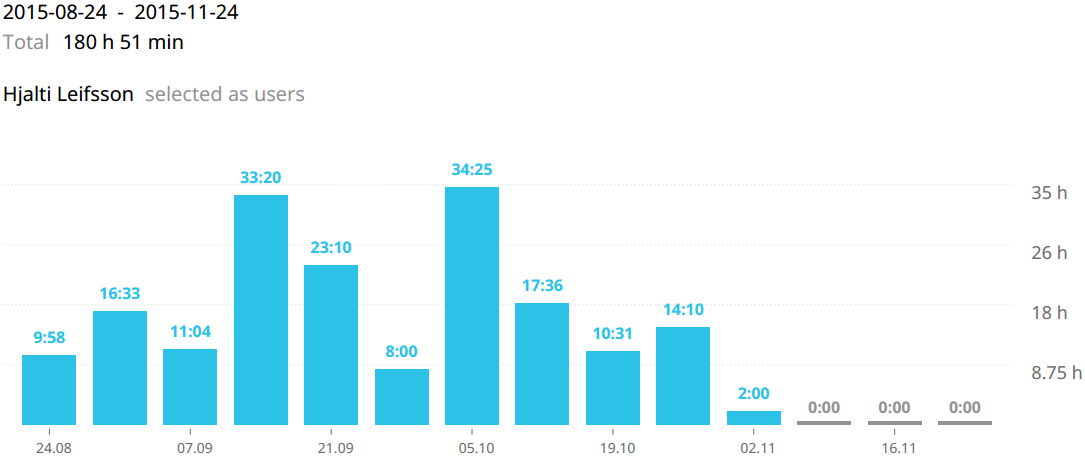 2015-08-24 - 2015-11-24
Total 180 h 51 min
Hjalti Leifsson selected as users
34:25
33:20
35 h
23:10
26 h
17:36
16:33
14:10
18 h
11:04
10:31
9:58
8:00
8.75 h
2:00
0:00 0:00 0:00
24.08 07.09 21.09 05.10 19.10 02.11 16.11